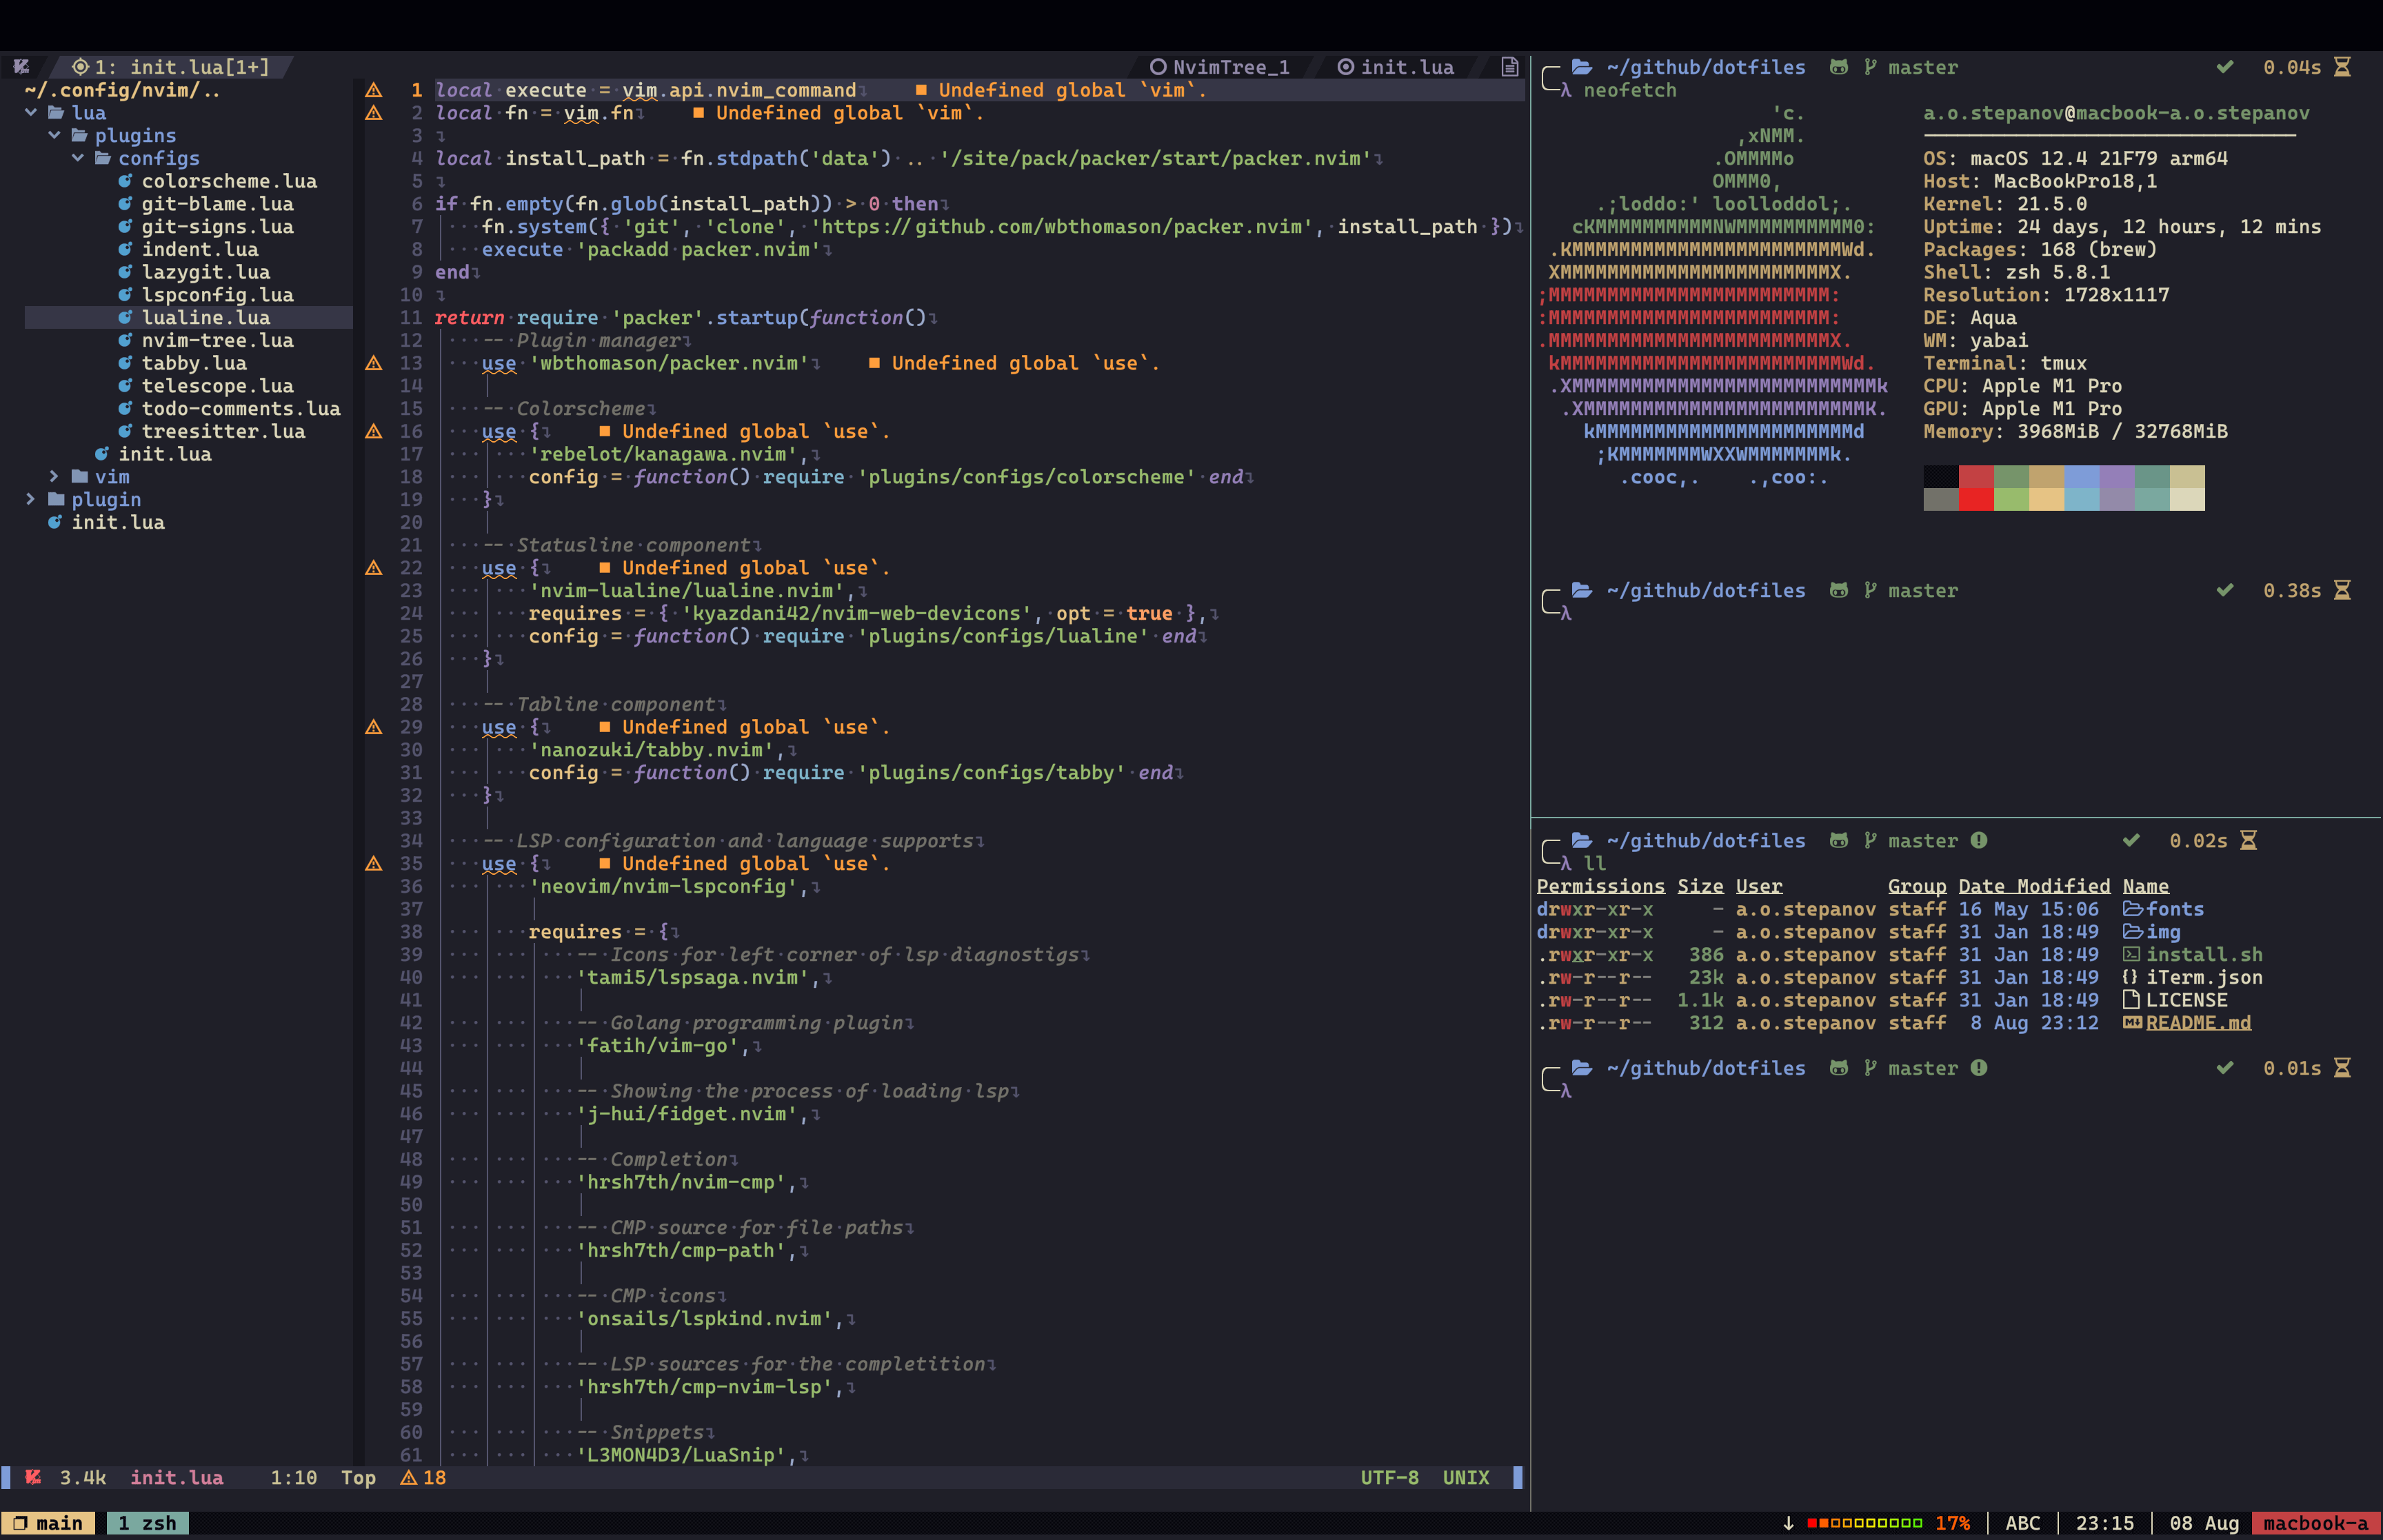 1: init.lua[1+]
NvimTree_1 init.lua
~/.config/nvim/..
lua
plugins
configs
colorscheme.lua
git-blame.lua
git-signs.lua
indent.lua
lazygit.lua
lspconfig.lua
lualine.lua
nvim-tree.lua
tabby.lua
telescope.lua
todo-comments.lua
treesitter.lua
init.lua
vim
plugin
init.lua
1 local execute = vim.api.nvim_command ■ Undefined global `vim`.
2 local fn = vim.fn ■ Undefined global `vim`.
3
4 local install_path = fn.stdpath('data') .. '/site/pack/packer/start/packer.nvim'
5
6 if fn.empty(fn.glob(install_path)) > 0 then
7 fn.system({ 'git', 'clone', 'https://github.com/wbthomason/packer.nvim', install_path })
8 execute 'packadd packer.nvim'
9 end
10
11 return require 'packer'.startup(function()
12 -- Plugin manager
13 use 'wbthomason/packer.nvim' ■ Undefined global `use`.
14
15 -- Colorscheme
16 use { ■ Undefined global `use`.
17 'rebelot/kanagawa.nvim',
18 config = function() require 'plugins/configs/colorscheme' end
19 }
20
21 -- Statusline component
22 use { ■ Undefined global `use`.
23 'nvim-lualine/lualine.nvim',
24 requires = { 'kyazdani42/nvim-web-devicons', opt = true },
25 config = function() require 'plugins/configs/lualine' end
26 }
27
28 -- Tabline component
29 use { ■ Undefined global `use`.
30 'nanozuki/tabby.nvim',
31 config = function() require 'plugins/configs/tabby' end
32 }
33
34 -- LSP configuration and language supports
35 use { ■ Undefined global `use`.
36 'neovim/nvim-lspconfig',
37
38 requires = {
39 -- Icons for left corner of lsp diagnostigs
40 'tami5/lspsaga.nvim',
41
42 -- Golang programming plugin
43 'fatih/vim-go',
44
45 -- Showing the process of loading lsp
46 'j-hui/fidget.nvim',
47
48 -- Completion
49 'hrsh7th/nvim-cmp',
50
51 -- CMP source for file paths
52 'hrsh7th/cmp-path',
53
54 -- CMP icons
55 'onsails/lspkind.nvim',
56
57 -- LSP sources for the completition
58 'hrsh7th/cmp-nvim-lsp',
59
60 -- Snippets
61 'L3MON4D3/LuaSnip',
3.4k init.lua 1:10 Top 18 UTF-8 UNIX
~/github/dotfiles master ✔ 0.04s
λ neofetch
'c.
,xNMM.
.OMMMMo
OMMM0,
.;loddo:' loolloddol;.
cKMMMMMMMMMMNWMMMMMMMMMM0:
.KMMMMMMMMMMMMMMMMMMMMMMMWd.
XMMMMMMMMMMMMMMMMMMMMMMMX.
;MMMMMMMMMMMMMMMMMMMMMMMM:
:MMMMMMMMMMMMMMMMMMMMMMMM:
.MMMMMMMMMMMMMMMMMMMMMMMMX.
kMMMMMMMMMMMMMMMMMMMMMMMMWd.
.XMMMMMMMMMMMMMMMMMMMMMMMMMMk
.XMMMMMMMMMMMMMMMMMMMMMMMMK.
kMMMMMMMMMMMMMMMMMMMMMMd
;KMMMMMMMWXXWMMMMMMMk.
.cooc,. .,coo:.
a.o.stepanov@macbook-a.o.stepanov
--------------------------------
OS: macOS 12.4 21F79 arm64
Host: MacBookPro18,1
Kernel: 21.5.0
Uptime: 24 days, 12 hours, 12 mins
Packages: 168 (brew)
Shell: zsh 5.8.1
Resolution: 1728x1117
DE: Aqua
WM: yabai
Terminal: tmux
CPU: Apple M1 Pro
GPU: Apple M1 Pro
Memory: 3968MiB / 32768MiB
~/github/dotfiles master ✔ 0.38s
λ
~/github/dotfiles master ✔ 0.02s
λ ll
Permissions Size User Group Date Modified Name
drwxr-xr-x - a.o.stepanov staff 16 May 15:06 fonts
drwxr-xr-x - a.o.stepanov staff 31 Jan 18:49 img
.rwxr-xr-x 386 a.o.stepanov staff 31 Jan 18:49 install.sh
.rw-r--r-- 23k a.o.stepanov staff 31 Jan 18:49 {} iTerm.json
.rw-r--r-- 1.1k a.o.stepanov staff 31 Jan 18:49 LICENSE
.rw-r--r-- 312 a.o.stepanov staff 8 Aug 23:12 README.md
~/github/dotfiles master ✔ 0.01s
λ
main 1 zsh ↓ 17% | ABC | 23:15 | 08 Aug macbook-a